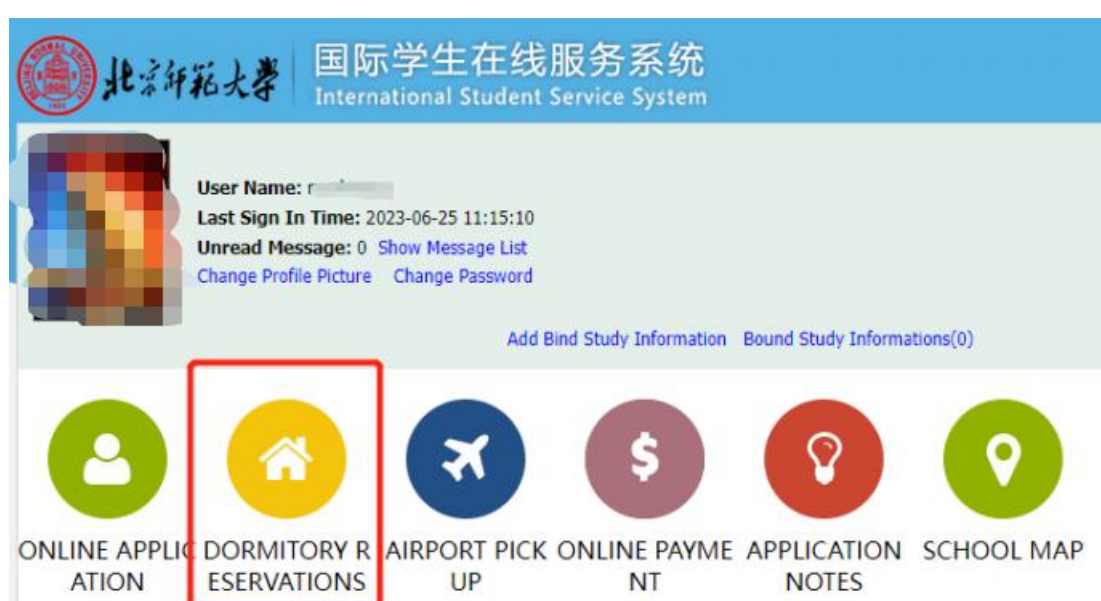 北京师范大学
国际学生在线服务系统
International Student Service System
User Name: r
Last Sign In Time: 2023-06-25 11:15:10
Unread Message: 0 Show Message List
Change Profile Picture Change Password
Add Bind Study Information Bound Study Informations(0)
ONLINE APPLIC
ATION
DORMITORY R
ESERVATIONS
AIRPORT PICK
UP
ONLINE PAYME
NT
APPLICATION
NOTES
SCHOOL MAP